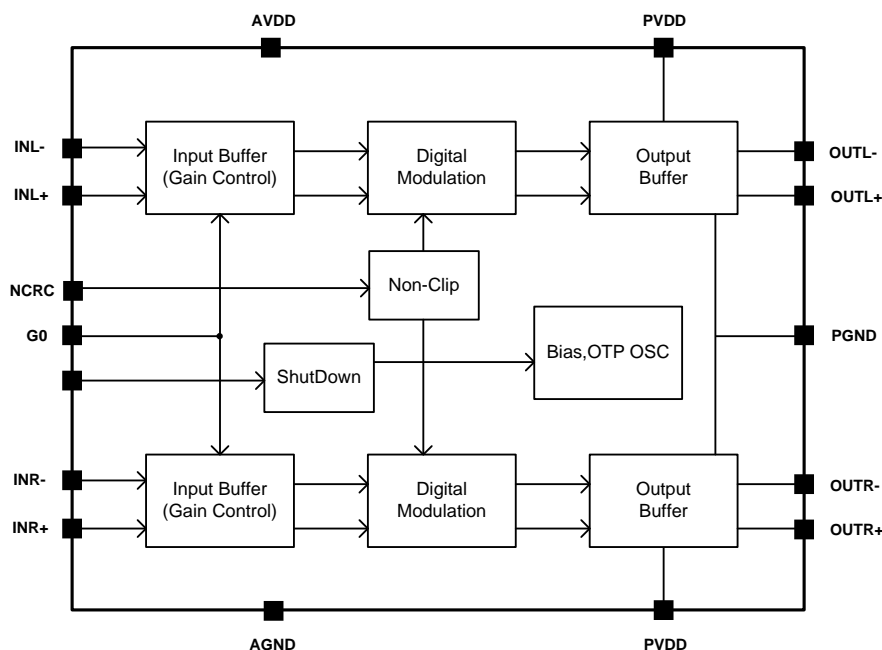 AVDD
PVDD
INL-
INL+
Input Buffer
(Gain Control)
Digital
Modulation
Output
Buffer
OUTL-
OUTL+
NCRC
Non-Clip
G0
PGND
ShutDown
Bias,OTP OSC
INR-
INR+
Input Buffer
(Gain Control)
Digital
Modulation
Output
Buffer
OUTR-
OUTR+
AGND
PVDD